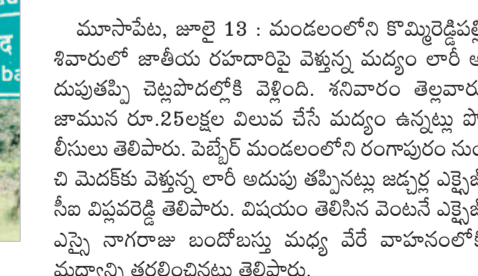 ద
ba
మూసాపేట, జూలై 13 : మండలంలోని కొమ్మిరెడ్డిపల్లి
శివారులో జాతీయ రహదారిపై వెళ్తున్న మద్యం లారీ అ
దుపుతప్పి చెట్లపొదల్లోకి వెళ్లింది. శనివారం తెల్లవారు
జామున రూ.25లక్షల విలువ చేసే మద్యం ఉన్నట్లు పో
లీసులు తెలిపారు. పెబ్బేర్ మండలంలోని రంగాపురం నుం
చి మెదక్‌కు వెళ్తున్న లారీ అదుపు తప్పినట్లు జడ్చర్ల ఎక్సైజ్
సీఐ విప్లవరెడ్డి తెలిపారు. విషయం తెలిసిన వెంటనే ఎక్సైజ్
ఎస్సై నాగరాజు బందోబస్తు మధ్య వేరే వాహనంలోకి
మద్యాన్ని తరలించినట్లు తెలిపారు.